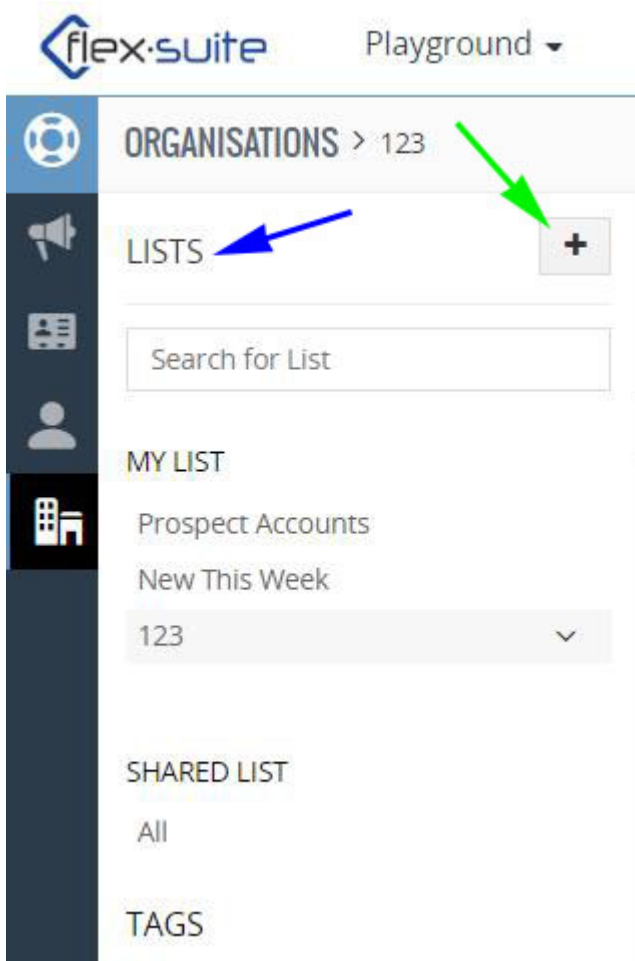 flex·suite
Playground
ORGANISATIONS > 123
LISTS
+
Search for List
MY LIST
Prospect Accounts
New This Week
123
SHARED LIST
All
TAGS